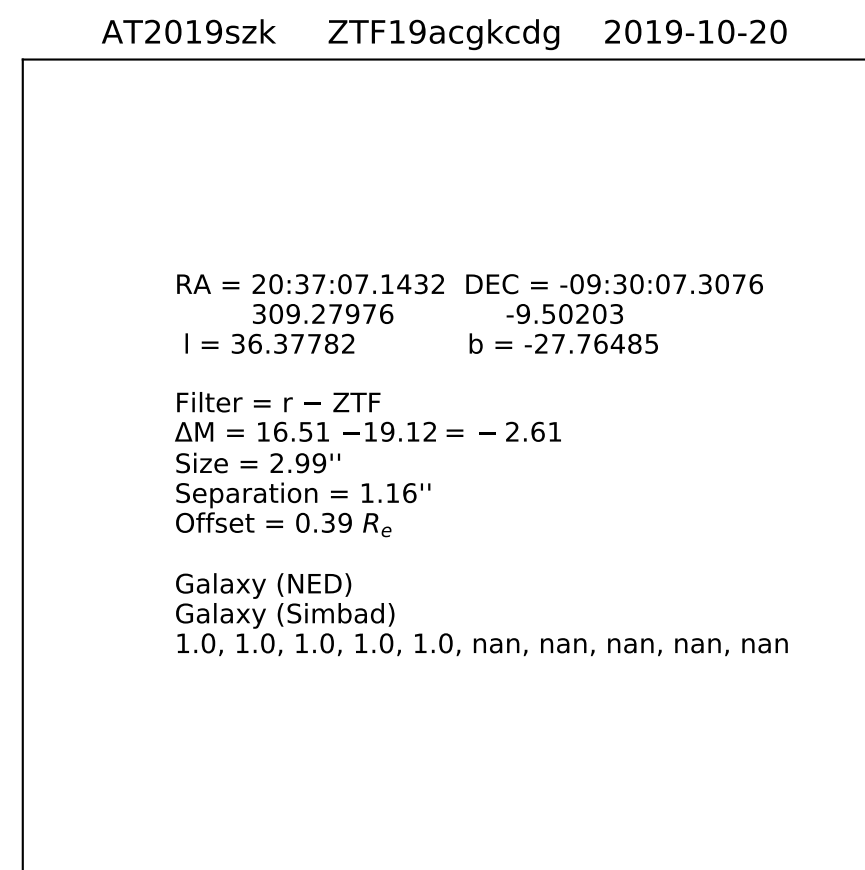 AT2019szk ZTF19acgkcdg 2019-10-20
RA = 20:37:07.1432 DEC = -09:30:07.3076
309.27976 -9.50203
l = 36.37782 b = -27.76485
Filter = r − ZTF
ΔM = 16.51 −19.12 = − 2.61
Size = 2.99''
Separation = 1.16''
Offset = 0.39 Re
Galaxy (NED)
Galaxy (Simbad)
1.0, 1.0, 1.0, 1.0, 1.0, nan, nan, nan, nan, nan